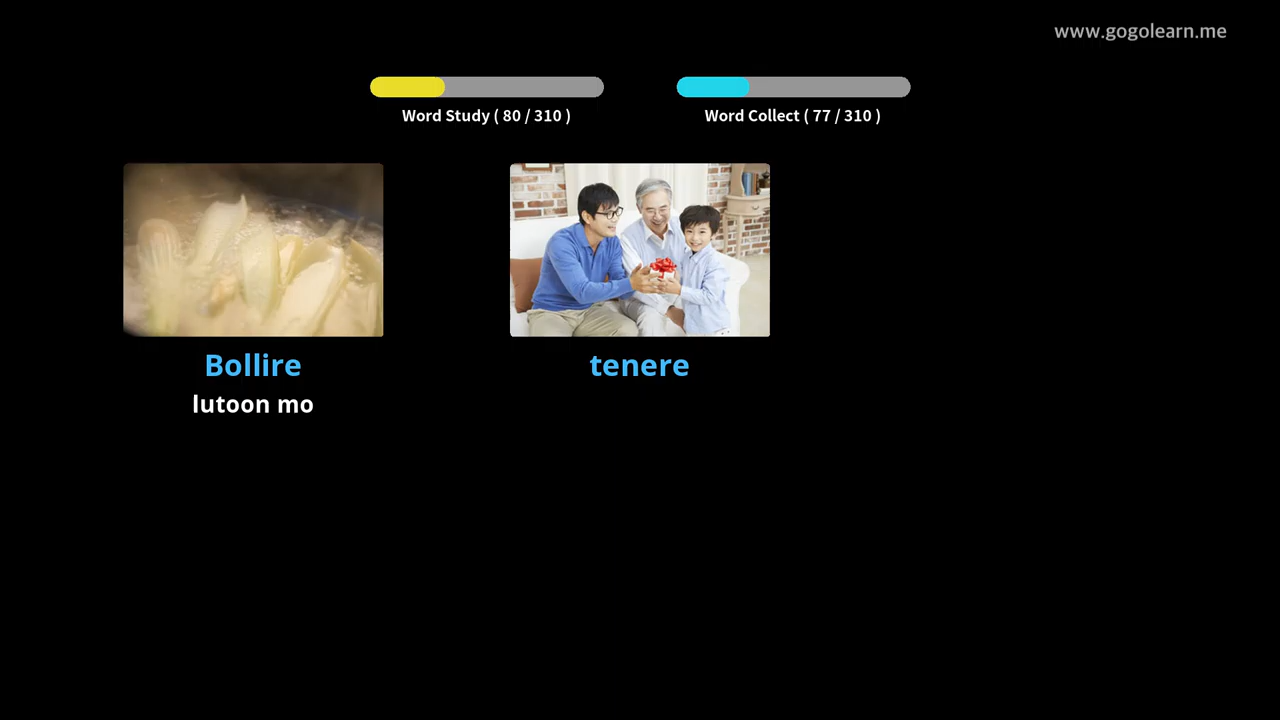 www.gogolearn.me
Word Study ( 80 / 310 )
Word Collect ( 77 / 310 )
Bollire
tenere
lutoon mo